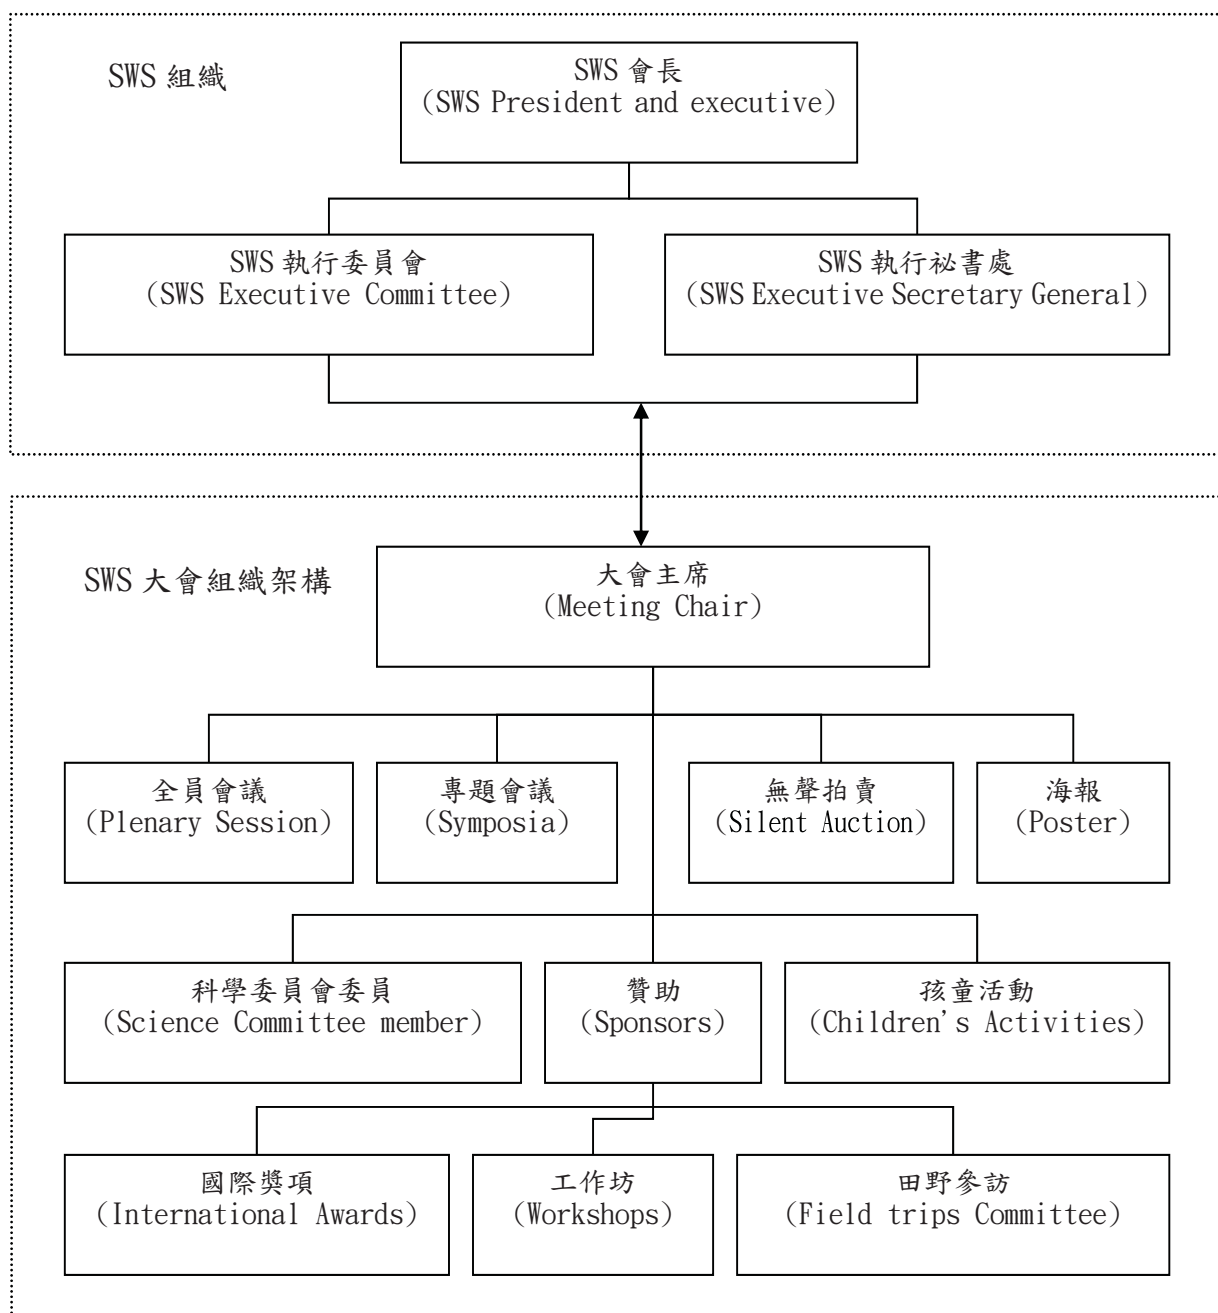 SWS 組織
SWS 會長
(SWS President and executive)
SWS 執行委員會
(SWS Executive Committee)
SWS 執行祕書處
(SWS Executive Secretary General)
SWS 大會組織架構
大會主席
(Meeting Chair)
全員會議
(Plenary Session)
專題會議
(Symposia)
無聲拍賣
(Silent Auction)
海報
(Poster)
科學委員會委員
(Science Committee member)
贊助
(Sponsors)
孩童活動
(Children's Activities)
國際獎項
(International Awards)
工作坊
(Workshops)
田野參訪
(Field trips Committee)